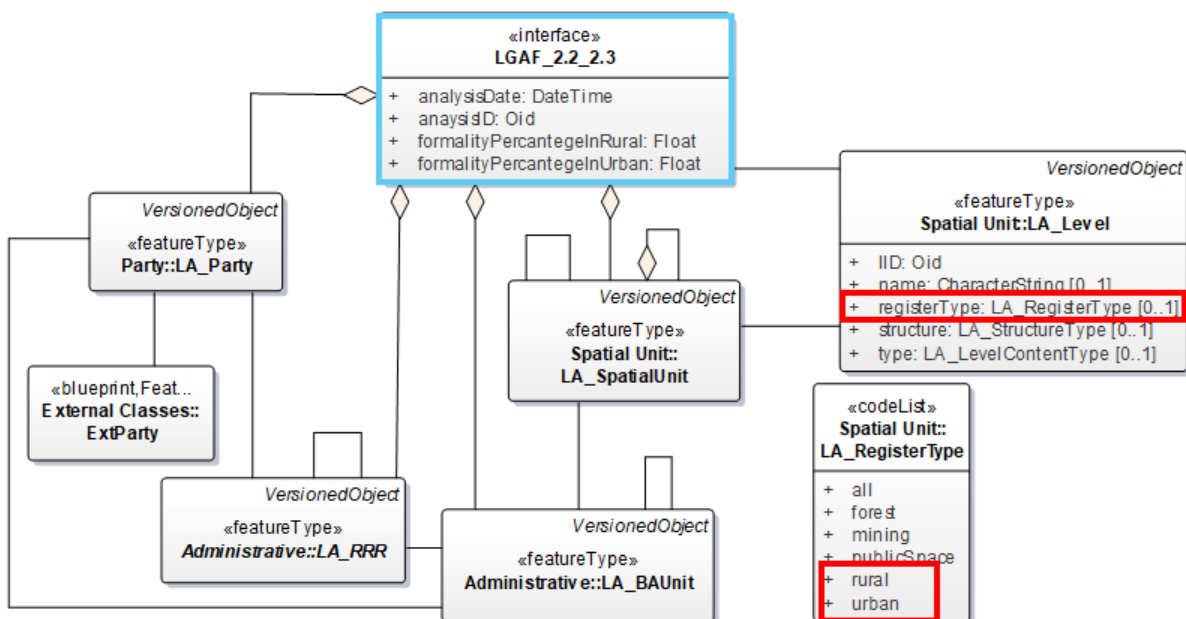 «interface»
LGAF_2.2_2.3
+ analysisDate: DateTime
+ anaysisID: Oid
+ formalityPercantegeInRural: Float
+ formalityPercantegeInUrban: Float
VersionedObject
«featureType»
Spatial Unit::LA_Level
+ lID: Oid
+ name: CharacterString [0..1]
+ registerType: LA_RegisterType [0..1]
+ structure: LA_StructureType [0..1]
+ type: LA_LevelContentType [0..1]
VersionedObject
«featureType»
Party::LA_Party
VersionedObject
«featureType»
Spatial Unit::
LA_SpatialUnit
«blueprint,Feat...
External Classes::
ExtParty
«codeList»
Spatial Unit::
LA_RegisterType
+ all
+ forest
+ mining
+ publicSpace
+ rural
+ urban
VersionedObject
«featureType»
Administrative::LA_RRR
VersionedObject
«featureType»
Administrative::LA_BAUnit